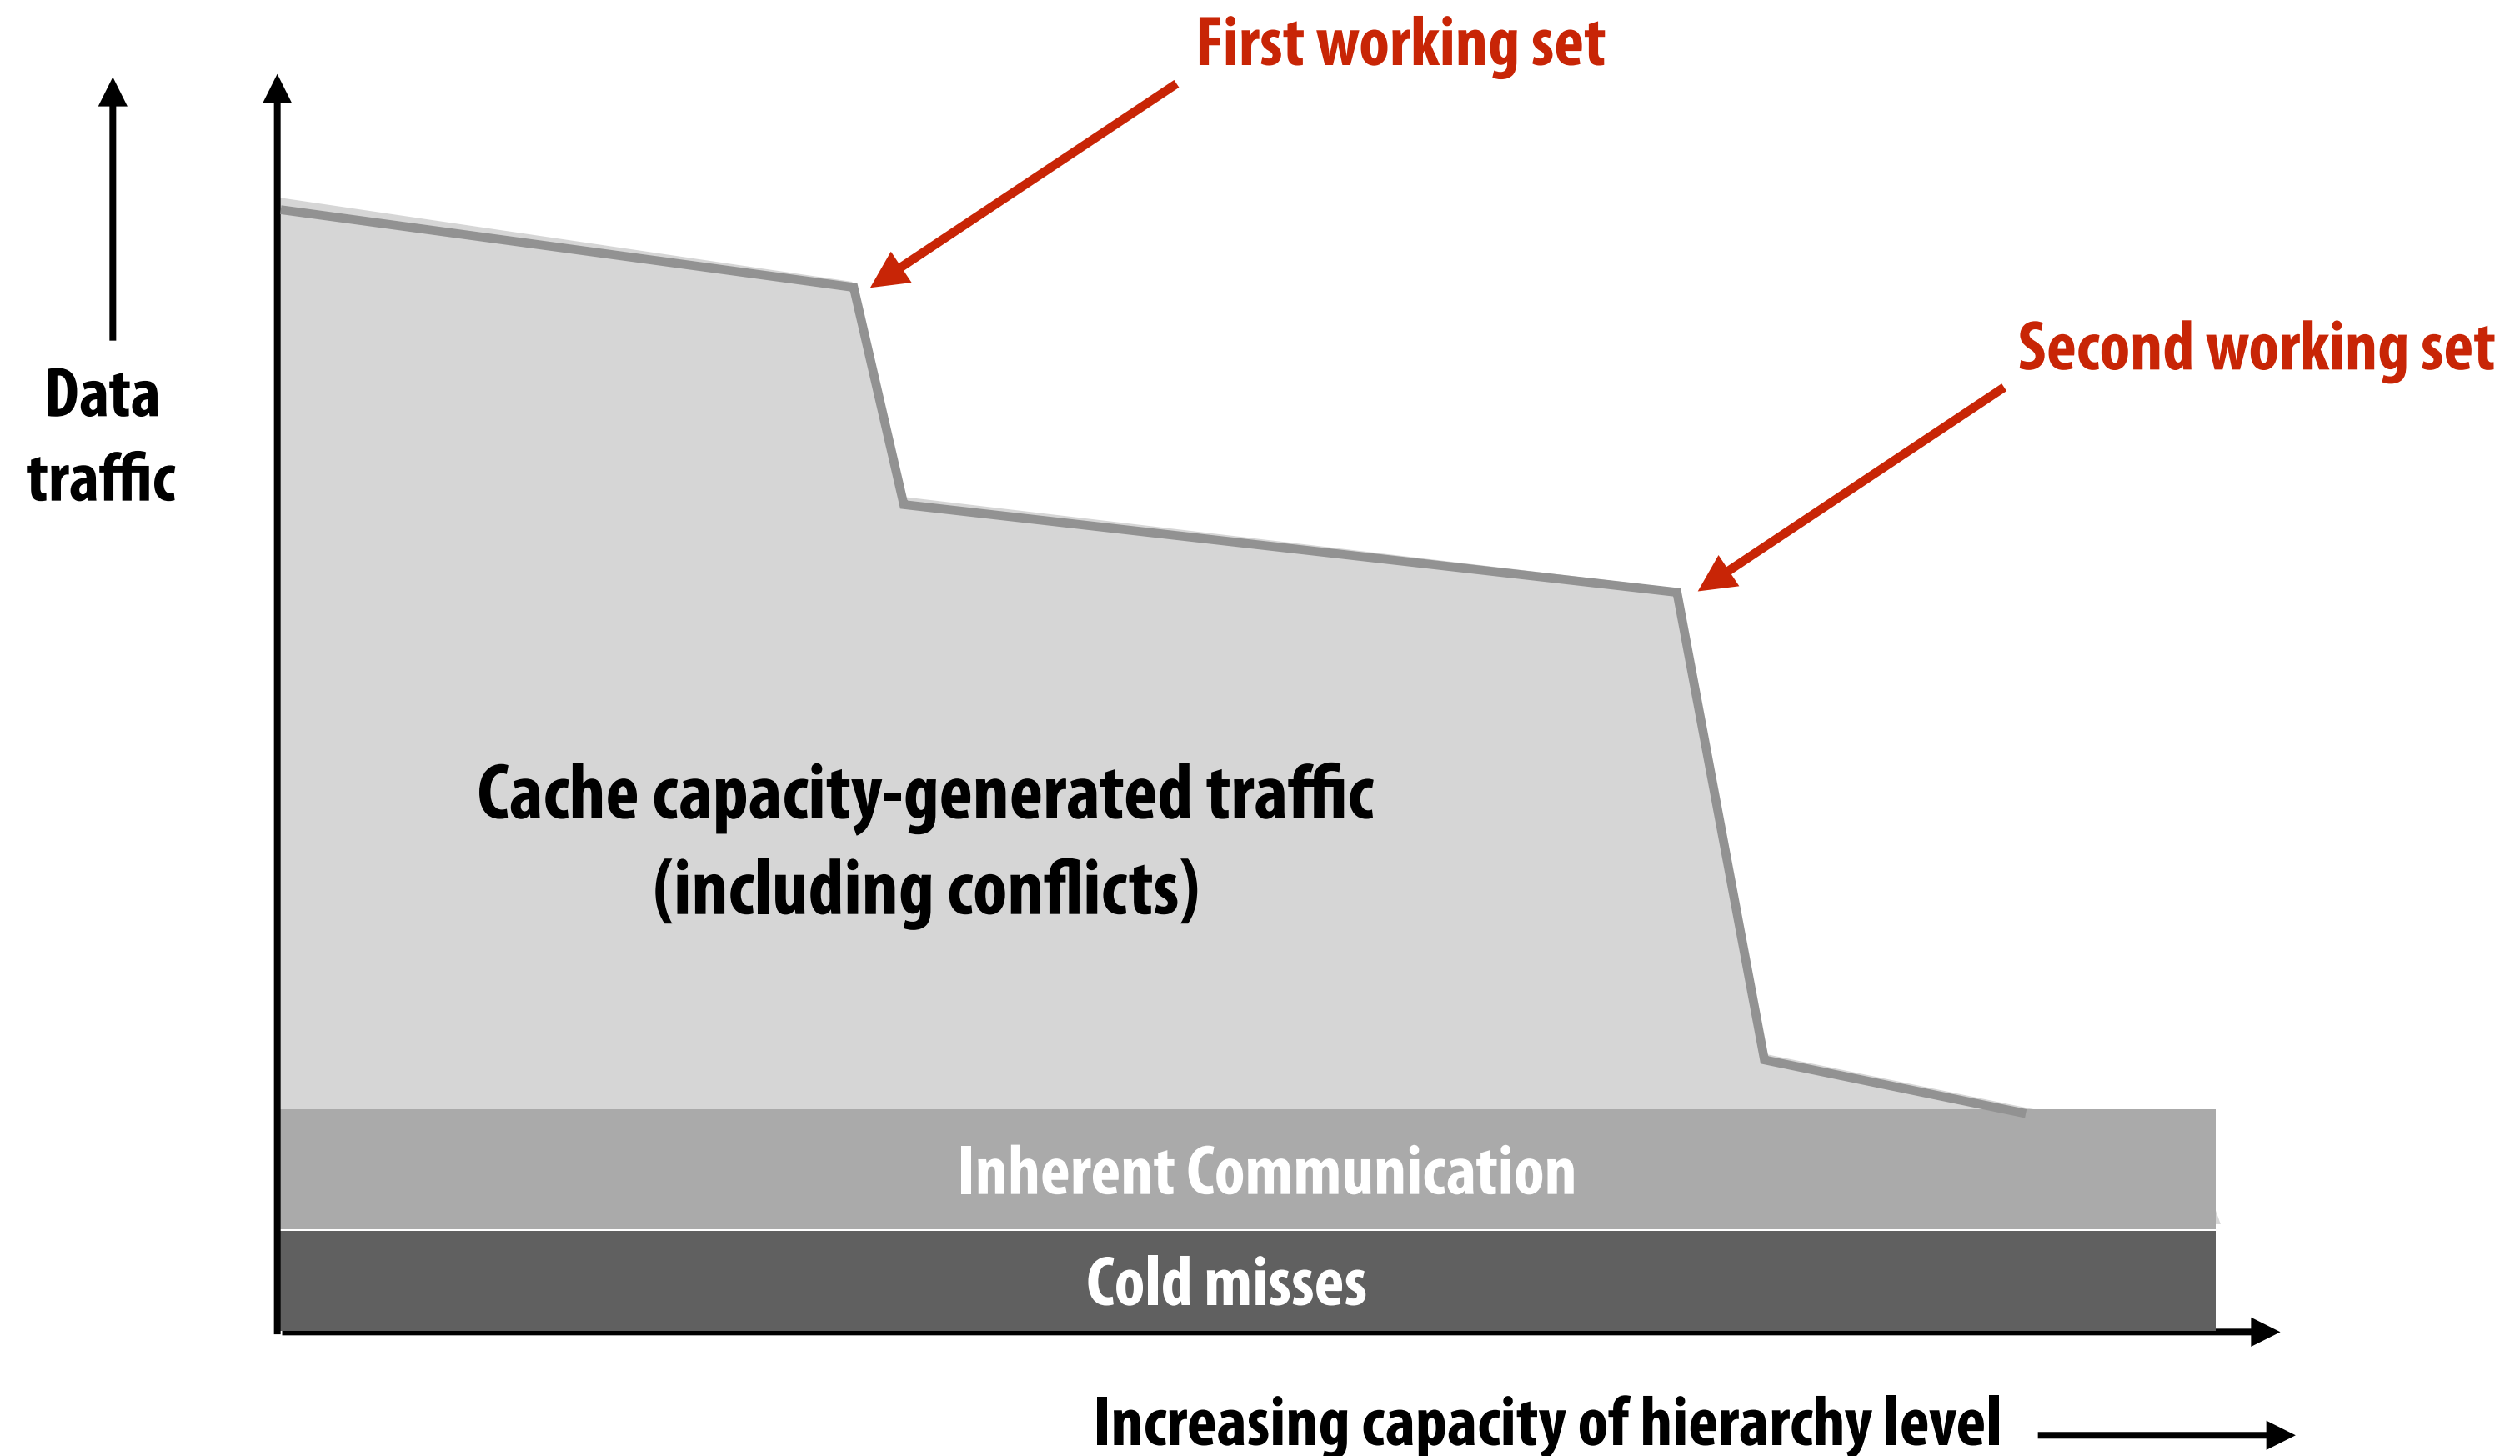 First working set
Second working set
Data
traffic
Cache capacity-generated traffic
(including conflicts)
Inherent Communication
Cold misses
Increasing capacity of hierarchy level